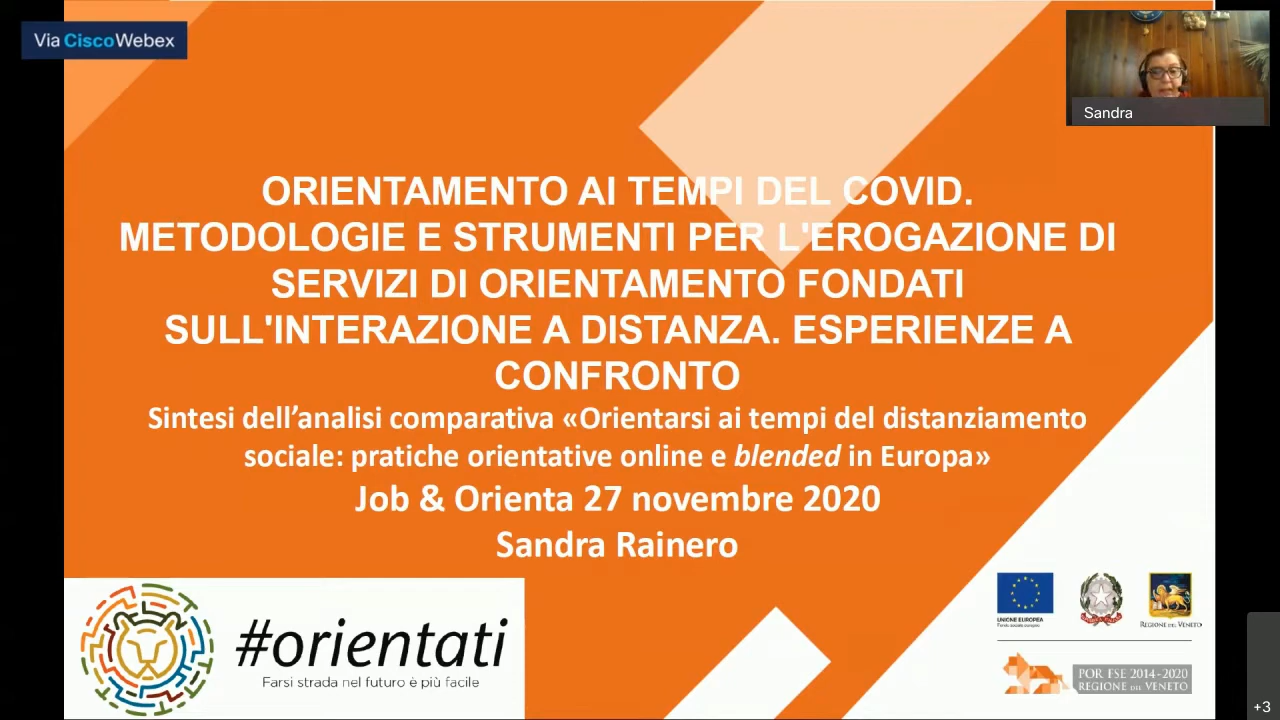 Via CiscoWebex
Sandra
ORIENTAMENTO AI TEMPI DEL COVID.
METODOLOGIE E STRUMENTI PER L'EROGAZIONE DI
SERVIZI DI ORIENTAMENTO FONDATI
SULL'INTERAZIONE A DISTANZA. ESPERIENZE A
CONFRONTO
Sintesi dell’analisi comparativa «Orientarsi ai tempi del distanziamento
sociale: pratiche orientative online e blended in Europa»
Job & Orienta 27 novembre 2020
Sandra Rainero
#orientati
Farsi strada nel futuro è più facile
UNIONE EUROPEA
Fondo sociale europeo
REGIONE DEL VENETO
POR FSE 2014-2020
REGIONE DEL VENETO
+3